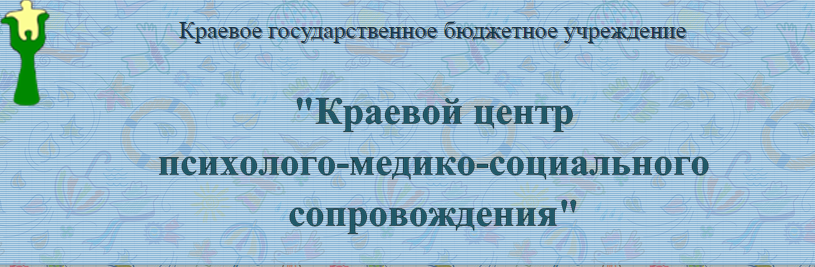 Краевое государственное бюджетное учреждение
"Краевой центр
психолого-медико-социального
сопровождения"